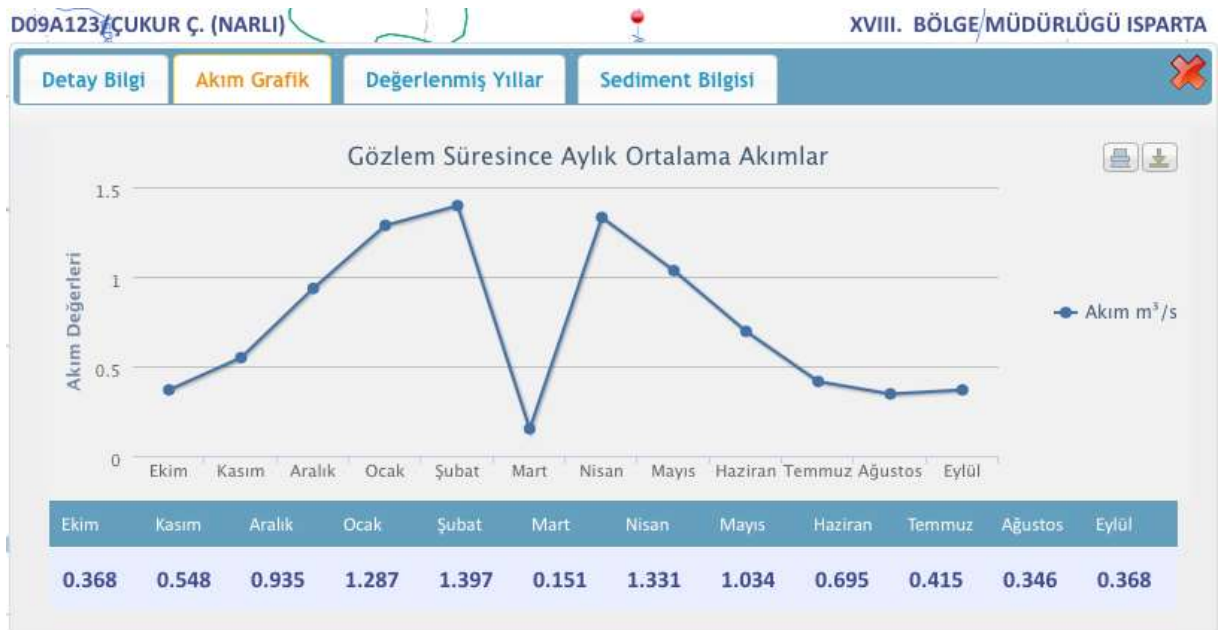 D09A123/ÇUKUR Ç. (NARLI) XVIII. BÖLGE MÜDÜRLÜGÜ ISPARTA
Detay Bilgi Akım Grafik Değerlenmiş Yıllar Sediment Bilgisi
Gözlem Süresince Aylık Ortalama Akımlar
1.5
1
0.5
0
Akım Değerleri
Akım m³/s
Ekim Kasım Aralık Ocak Şubat Mart Nisan Mayıs Haziran Temmuz Ağustos Eylül
Ekim Kasım Aralık Ocak Şubat Mart Nisan Mayıs Haziran Temmuz Ağustos Eylül
0.368 0.548 0.935 1.287 1.397 0.151 1.331 1.034 0.695 0.415 0.346 0.368